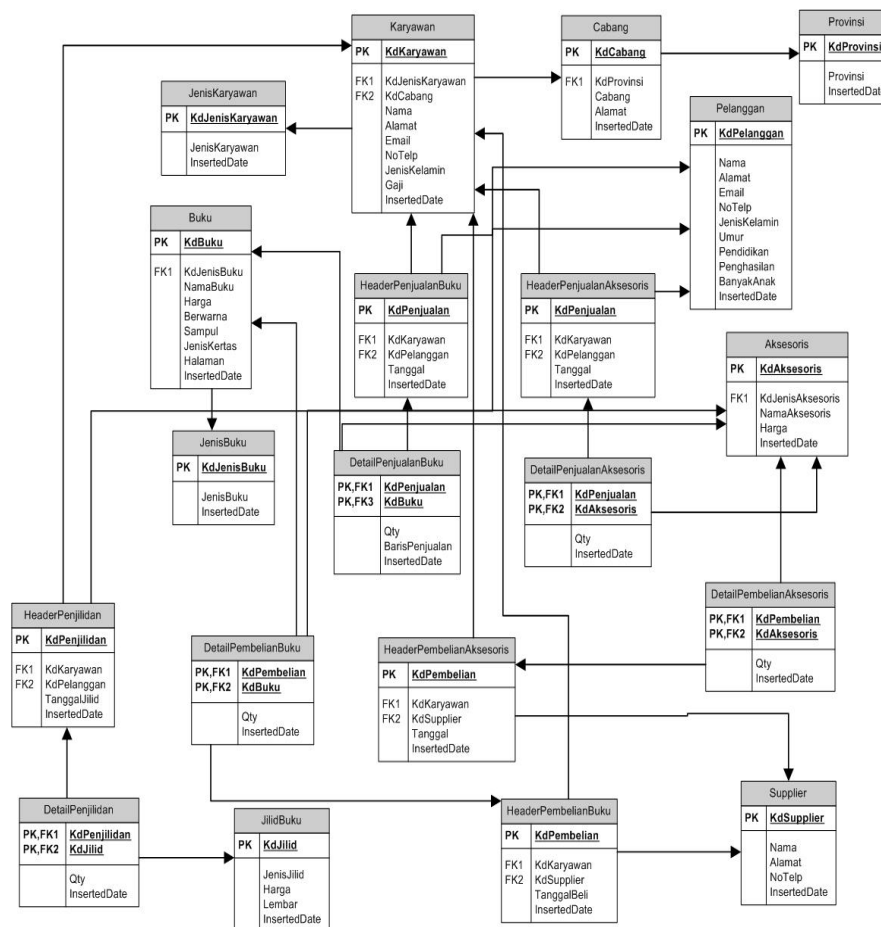 Karyawan
PK KdKaryawan
FK1 KdJenisKaryawan
FK2 KdCabang
Nama
Alamat
Email
NoTelp
JenisKelamin
Gaji
InsertedDate
Cabang
PK KdCabang
FK1 KdProvinsi
Cabang
Alamat
InsertedDate
Provinsi
PK KdProvinsi
Provinsi
InsertedDate
JenisKaryawan
PK KdJenisKaryawan
JenisKaryawan
InsertedDate
Pelanggan
PK KdPelanggan
Nama
Alamat
Email
NoTelp
JenisKelamin
Umur
Pendidikan
Penghasilan
BanyakAnak
InsertedDate
Buku
PK KdBuku
FK1 KdJenisBuku
NamaBuku
Harga
Berwarna
Sampul
JenisKertas
Halaman
InsertedDate
HeaderPenjualanBuku
PK KdPenjualan
FK1 KdKaryawan
FK2 KdPelanggan
Tanggal
InsertedDate
HeaderPenjualanAksesoris
PK KdPenjualan
FK1 KdKaryawan
FK2 KdPelanggan
Tanggal
InsertedDate
Aksesoris
PK KdAksesoris
FK1 KdJenisAksesoris
NamaAksesoris
Harga
InsertedDate
JenisBuku
PK KdJenisBuku
JenisBuku
InsertedDate
DetailPenjualanBuku
PK,FK1 KdPenjualan
PK,FK3 KdBuku
Qty
BarisPenjualan
InsertedDate
DetailPenjualanAksesoris
PK,FK1 KdPenjualan
PK,FK2 KdAksesoris
Qty
InsertedDate
DetailPembelianAksesoris
PK,FK1 KdPembelian
PK,FK2 KdAksesoris
Qty
InsertedDate
HeaderPenjilidan
PK KdPenjilidan
FK1 KdKaryawan
FK2 KdPelanggan
TanggalJilid
InsertedDate
DetailPembelianBuku
PK,FK1 KdPembelian
PK,FK2 KdBuku
Qty
InsertedDate
HeaderPembelianAksesoris
PK KdPembelian
FK1 KdKaryawan
FK2 KdSupplier
Tanggal
InsertedDate
DetailPenjilidan
PK,FK1 KdPenjilidan
PK,FK2 KdJilid
Qty
InsertedDate
JilidBuku
PK KdJilid
JenisJilid
Harga
Lembar
InsertedDate
HeaderPembelianBuku
PK KdPembelian
FK1 KdKaryawan
FK2 KdSupplier
TanggalBeli
InsertedDate
Supplier
PK KdSupplier
Nama
Alamat
NoTelp
InsertedDate